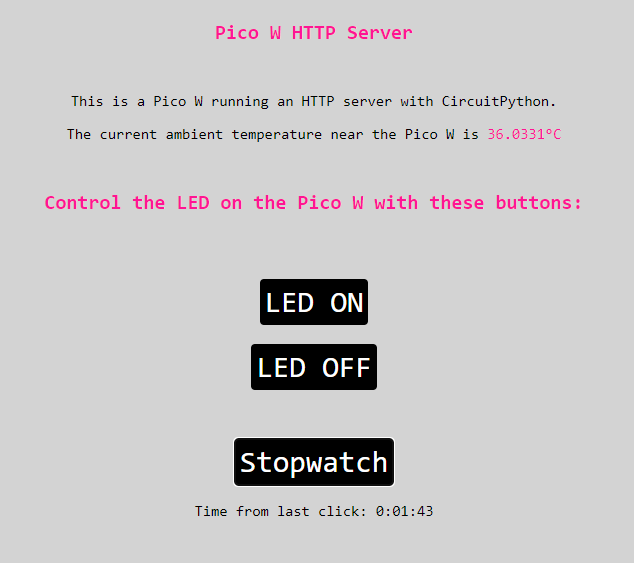 Pico W HTTP Server
This is a Pico W running an HTTP server with CircuitPython.
The current ambient temperature near the Pico W is 36.0331°C
Control the LED on the Pico W with these buttons:
LED ON
LED OFF
Stopwatch
Time from last click: 0:01:43